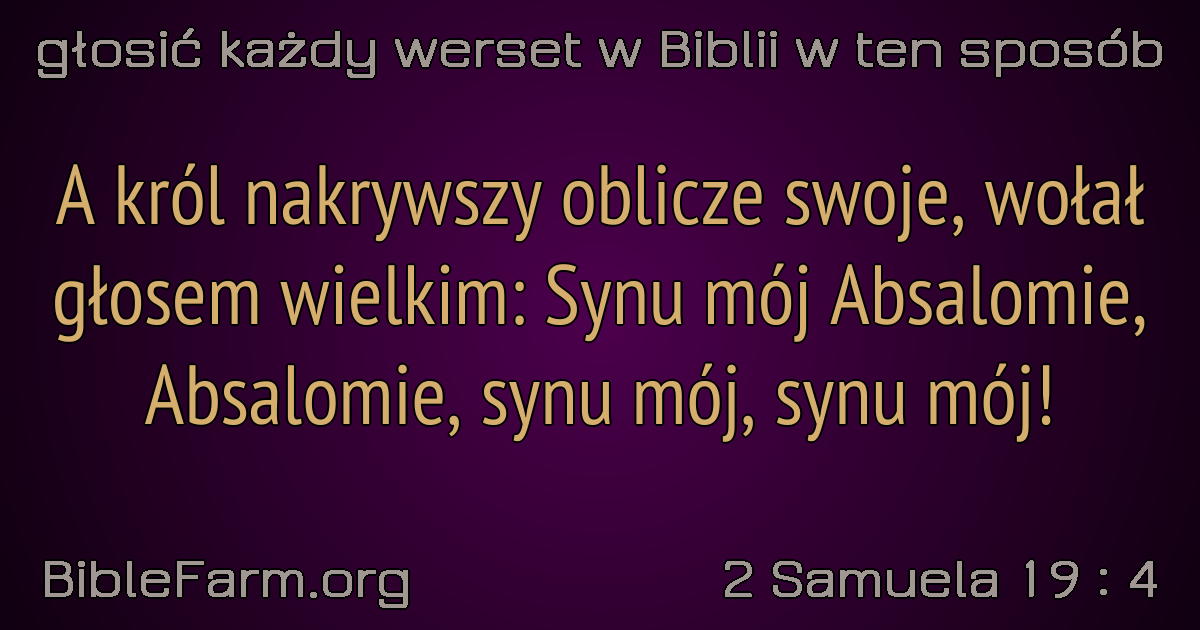 głosić każdy werset w Biblii w ten sposób
A król nakrywszy oblicze swoje, wołał
głosem wielkim: Synu mój Absalomie,
Absalomie, synu mój, synu mój!
BibleFarm.org
2 Samuela 19 : 4